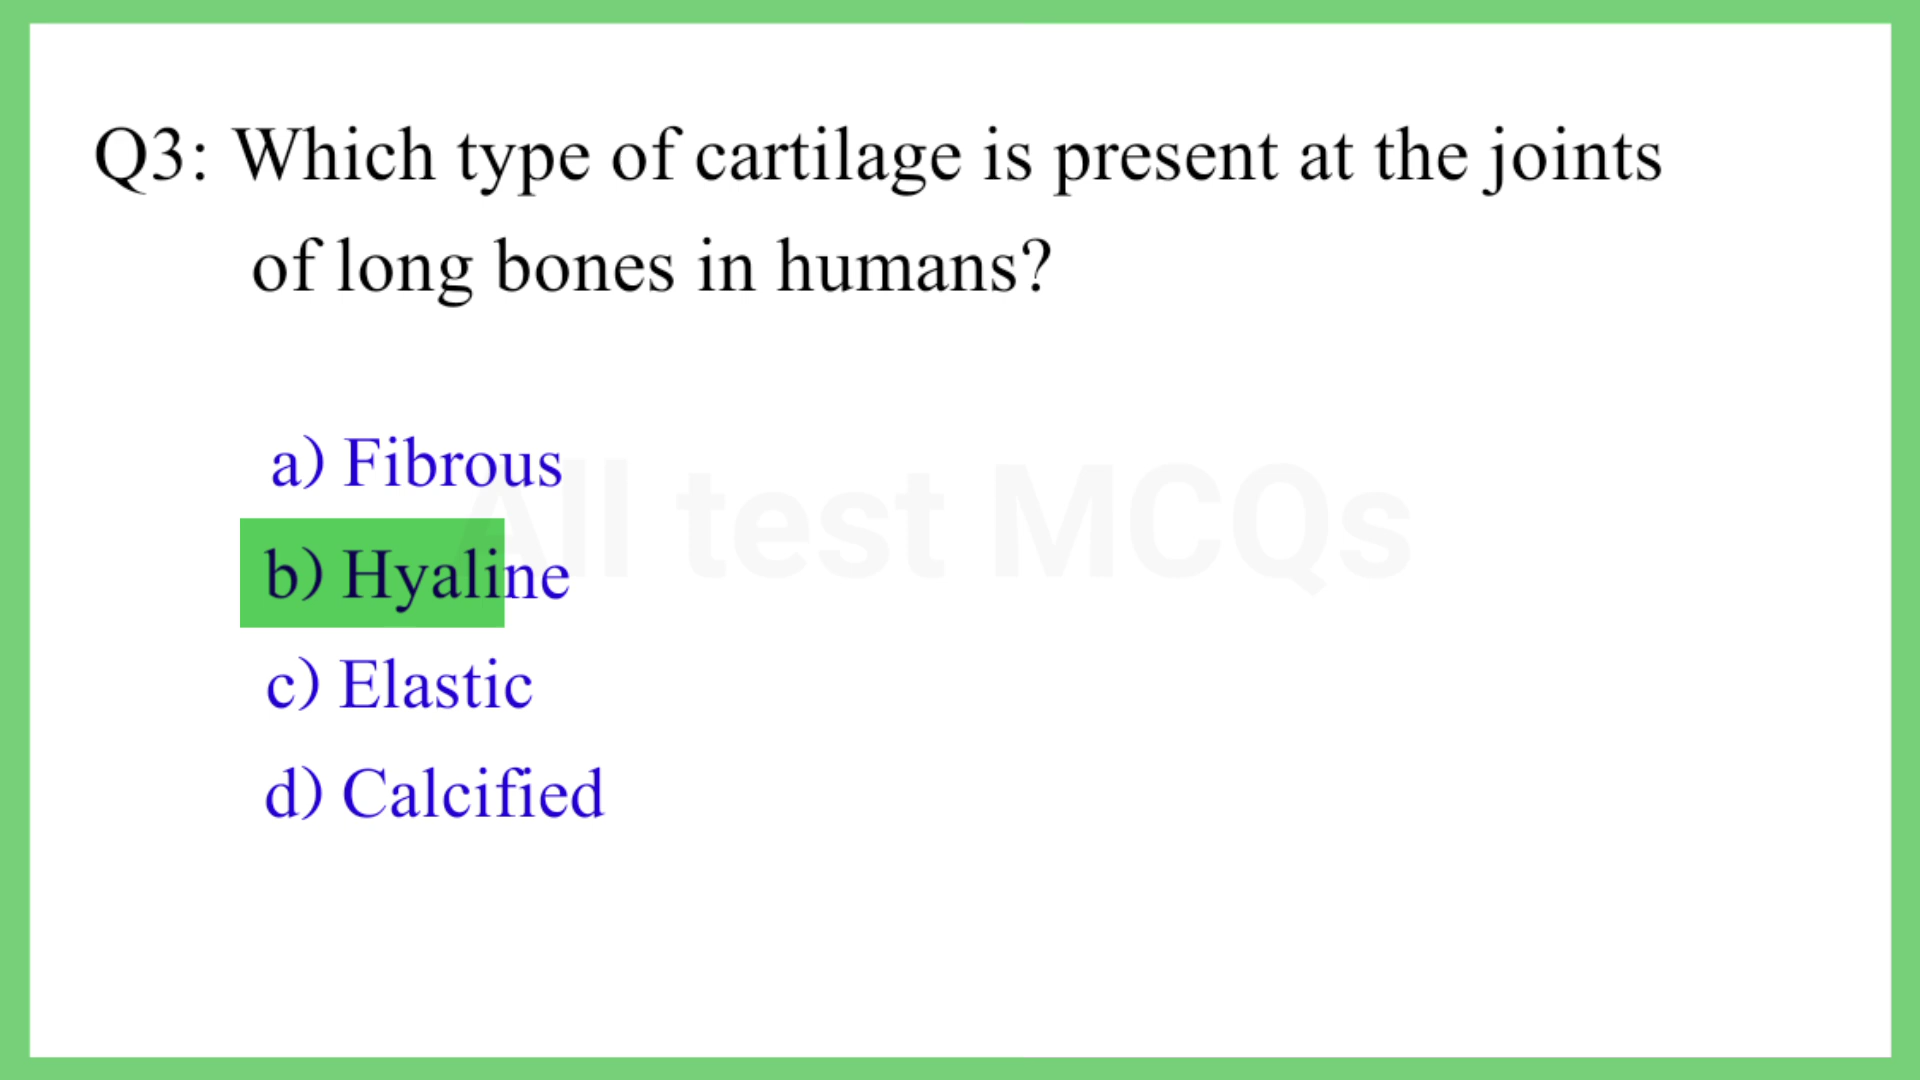 Q3: Which type of cartilage is present at the joints
of long bones in humans?
a) Fibrous
All test MCQs
b) Hyaline
c) Elastic
d) Calcified